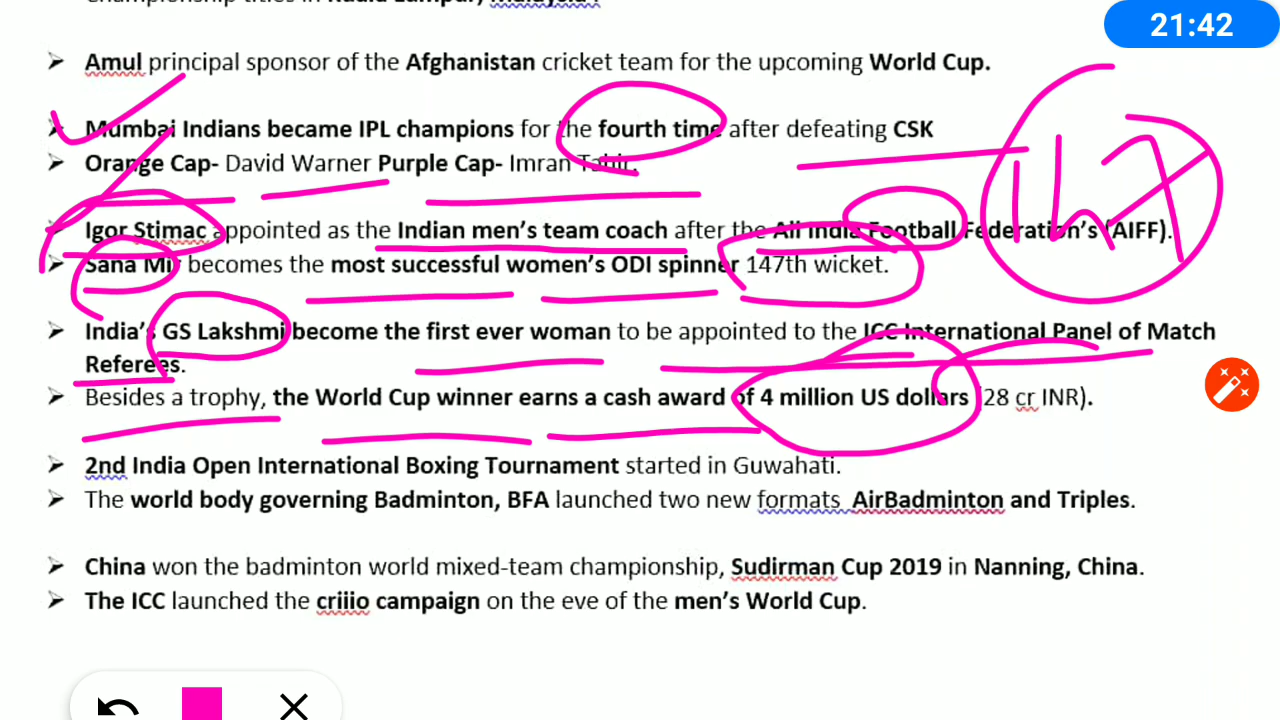 Championship titles in Kuala Lumpur, Malaysia.
21:42
➤ Amul principal sponsor of the Afghanistan cricket team for the upcoming World Cup.
➤ Mumbai Indians became IPL champions for the fourth time after defeating CSK
➤ Orange Cap- David Warner Purple Cap- Imran Tahir.
➤ Igor Stimac appointed as the Indian men's team coach after the All India Football Federation's (AIFF).
➤ Sana Mir becomes the most successful women's ODI spinner 147th wicket.
147
➤ India's GS Lakshmi become the first ever woman to be appointed to the ICC International Panel of Match
Referees.
➤ Besides a trophy, the World Cup winner earns a cash award of 4 million US dollars (28 cr INR).
➤ 2nd India Open International Boxing Tournament started in Guwahati.
➤ The world body governing Badminton, BFA launched two new formats AirBadminton and Triples.
➤ China won the badminton world mixed-team championship, Sudirman Cup 2019 in Nanning, China.
➤ The ICC launched the criiio campaign on the eve of the men's World Cup.